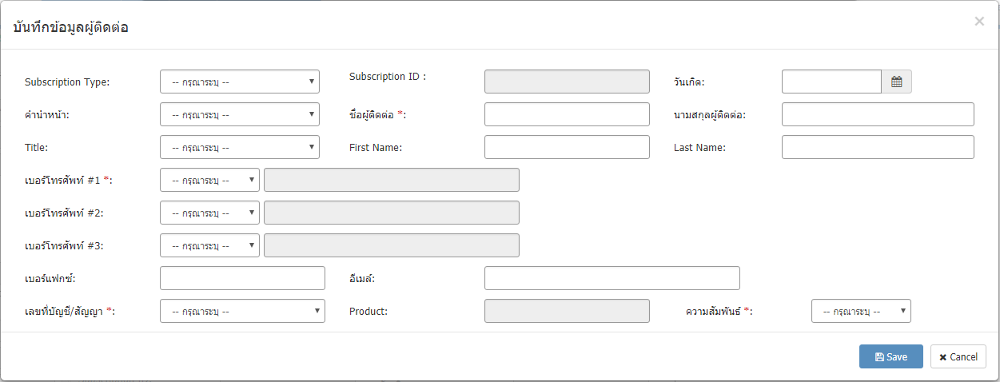 บันทึกข้อมูลผู้ติดต่อ ×
Subscription Type: -- กรุณาระบุ -- Subscription ID : วันเกิด:
คำนำหน้า: -- กรุณาระบุ -- ชื่อผู้ติดต่อ *: นามสกุลผู้ติดต่อ:
Title: -- กรุณาระบุ -- First Name: Last Name:
เบอร์โทรศัพท์ #1 *: -- กรุณาระบุ --
เบอร์โทรศัพท์ #2: -- กรุณาระบุ --
เบอร์โทรศัพท์ #3: -- กรุณาระบุ --
เบอร์แฟกซ์: อีเมล์:
เลขที่บัญชี/สัญญา *: -- กรุณาระบุ -- Product: ความสัมพันธ์ *: -- กรุณาระบุ --
Save Cancel